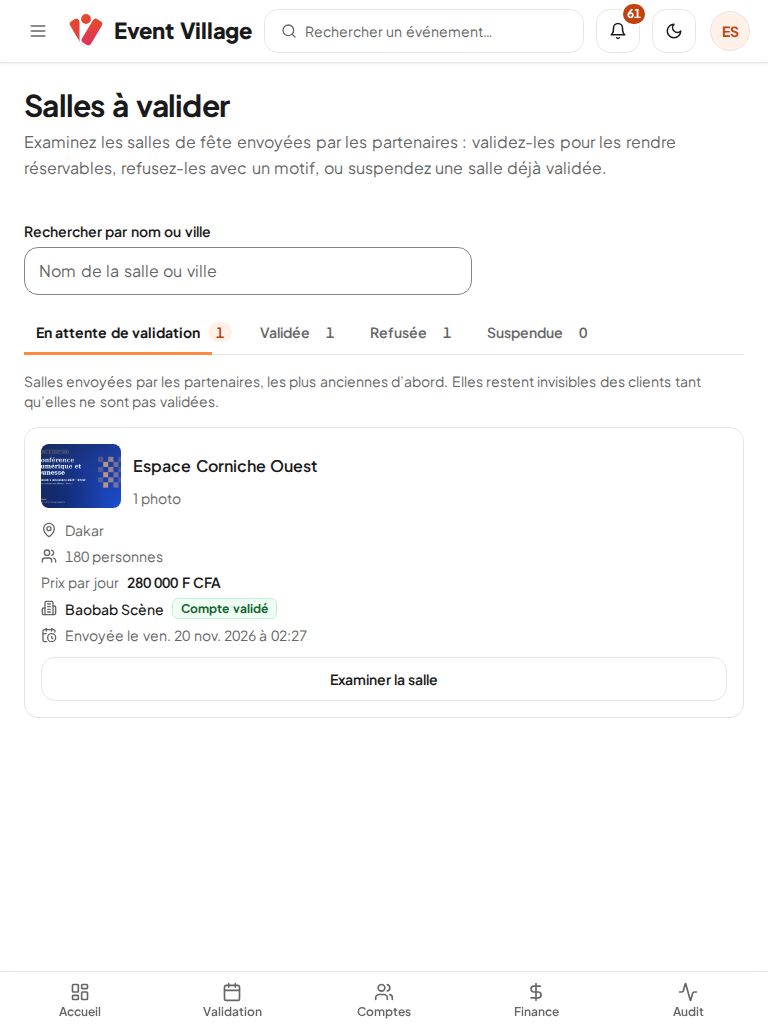 Event Village
Rechercher un événement...
61
ES
Salles à valider
Examinez les salles de fête envoyées par les partenaires : validez-les pour les rendre
réservables, refusez-les avec un motif, ou suspendez une salle déjà validée.
Rechercher par nom ou ville
Nom de la salle ou ville
En attente de validation 1 Validée 1 Refusée 1 Suspendue 0
Salles envoyées par les partenaires, les plus anciennes d’abord. Elles restent invisibles des clients tant
qu’elles ne sont pas validées.
onférence
umérique et
unesse
Espace Corniche Ouest
1 photo
Dakar
180 personnes
Prix par jour 280 000 F CFA
Baobab Scène Compte validé
Envoyée le ven. 20 nov. 2026 à 02:27
Examiner la salle
Accueil Validation Comptes Finance Audit